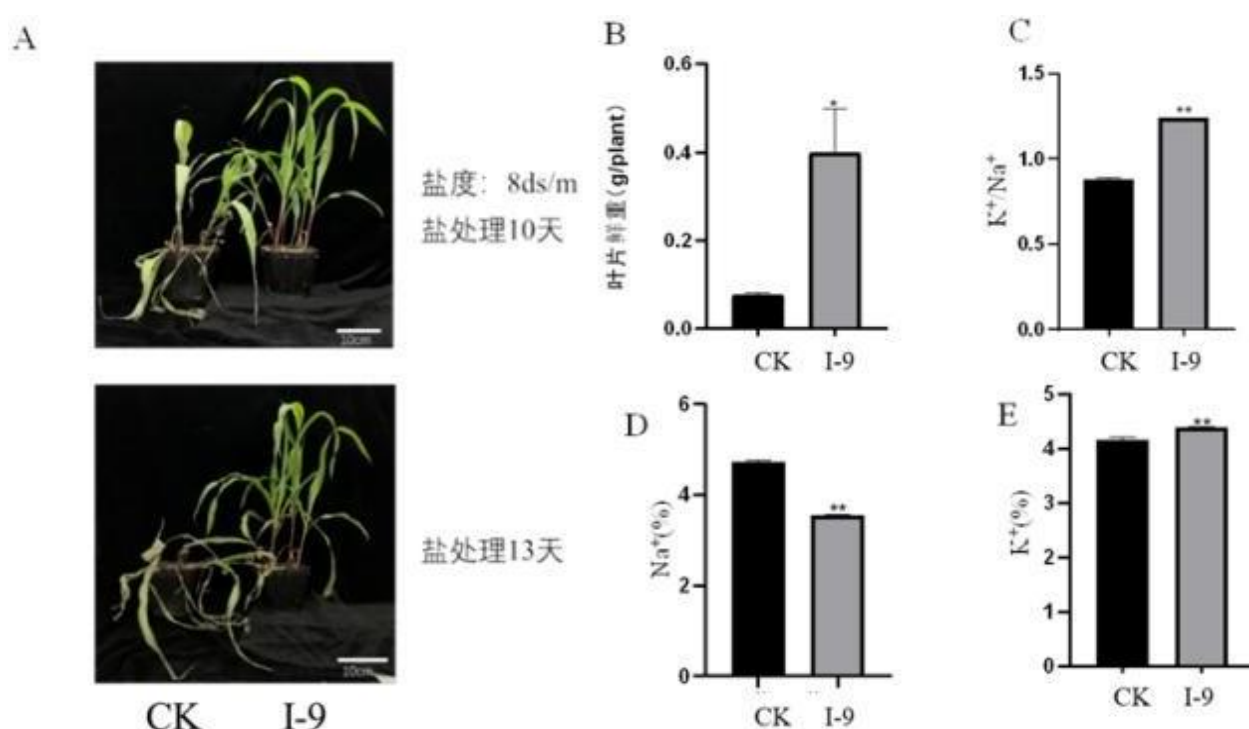 A
盐度：8ds/m
盐处理10天
10cm
盐处理13天
10cm
CK I-9
B
叶片鲜重(g/plant)
0.6
0.4
0.2
0.0
*
CK I-9
C
K⁺/Na⁺
1.5
1.0
0.5
0.0
**
CK I-9
D
Na⁺(%)
6
4
2
0
**
CK I-9
E
K⁺(%)
5
4
3
2
1
0
**
CK I-9